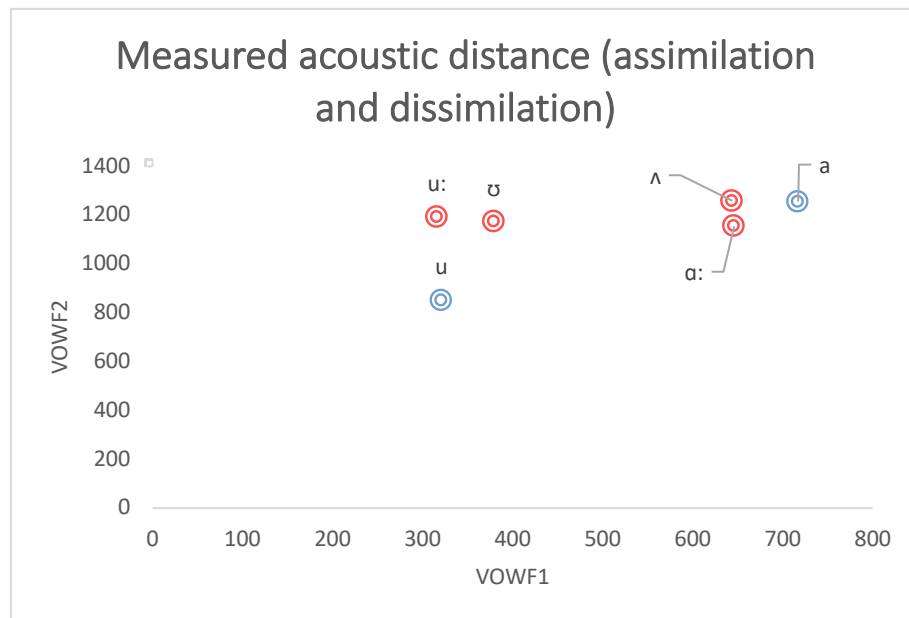 Measured acoustic distance (assimilation
and dissimilation)
1400
1200
1000
800
600
400
200
0
VOWF2
u:
ʊ
u
ʌ
a
ɑ:
0 100 200 300 400 500 600 700 800
VOWF1